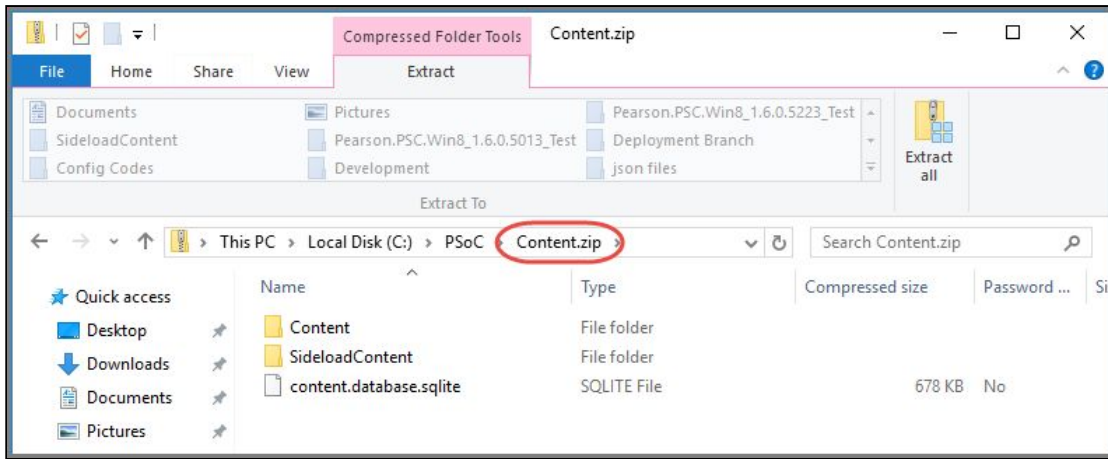 Compressed Folder Tools Content.zip
File Home Share View Extract
Documents Pictures Pearson.PSC.Win8_1.6.0.5223_Test
SideloadContent Pearson.PSC.Win8_1.6.0.5013_Test Deployment Branch
Config Codes Development json files
Extract all
Extract To
This PC > Local Disk (C:) > PSoC > Content.zip > Search Content.zip
Quick access Name Type Compressed size Password ... Si
Desktop Content File folder
Downloads SideloadContent File folder
Documents content.database.sqlite SQLITE File 678 KB No
Pictures